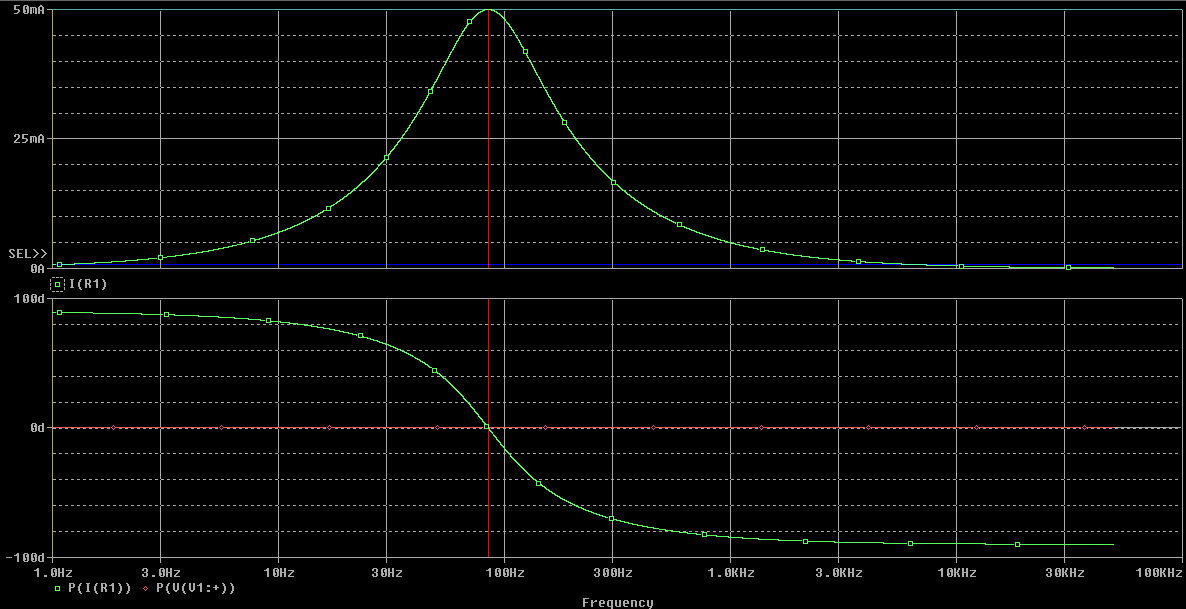 50mA
25mA
SEL>>
0A
I(R1)
100d
0d
-100d
1.0Hz 3.0Hz 10Hz 30Hz 100Hz 300Hz 1.0KHz 3.0KHz 10KHz 30KHz 100KHz
P(I(R1)) P(V(V1:+))
Frequency